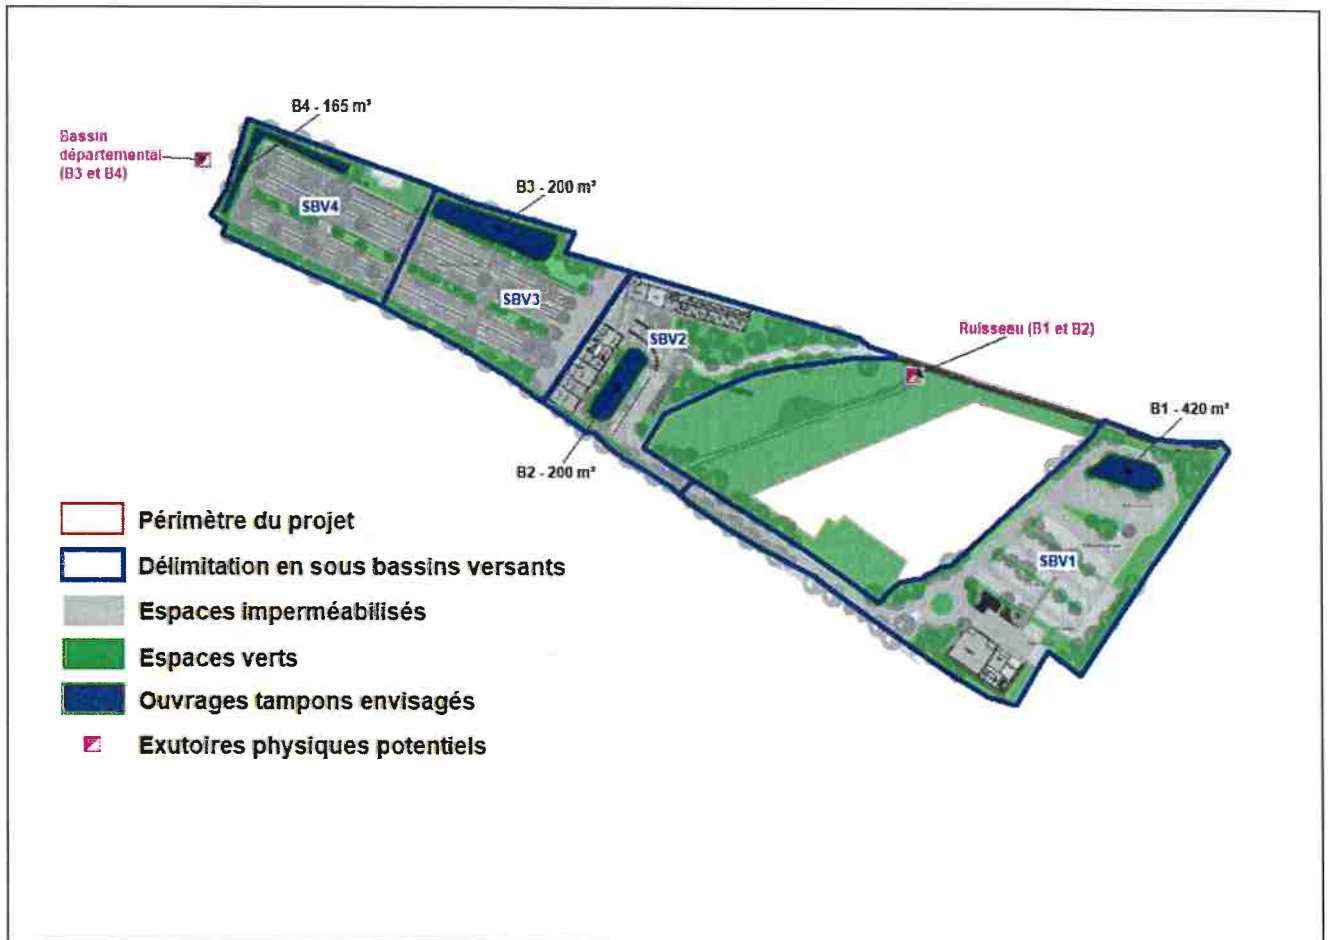 B4 - 165 m³
Bassin
départemental
(B3 et B4)
B3 - 200 m³
SBV4
SBV3
SBV2
Ruisseau (B1 et B2)
B1 - 420 m³
B2 - 200 m³
SBV1
Périmètre du projet
Délimitation en sous bassins versants
Espaces imperméabilisés
Espaces verts
Ouvrages tampons envisagés
Exutoires physiques potentiels